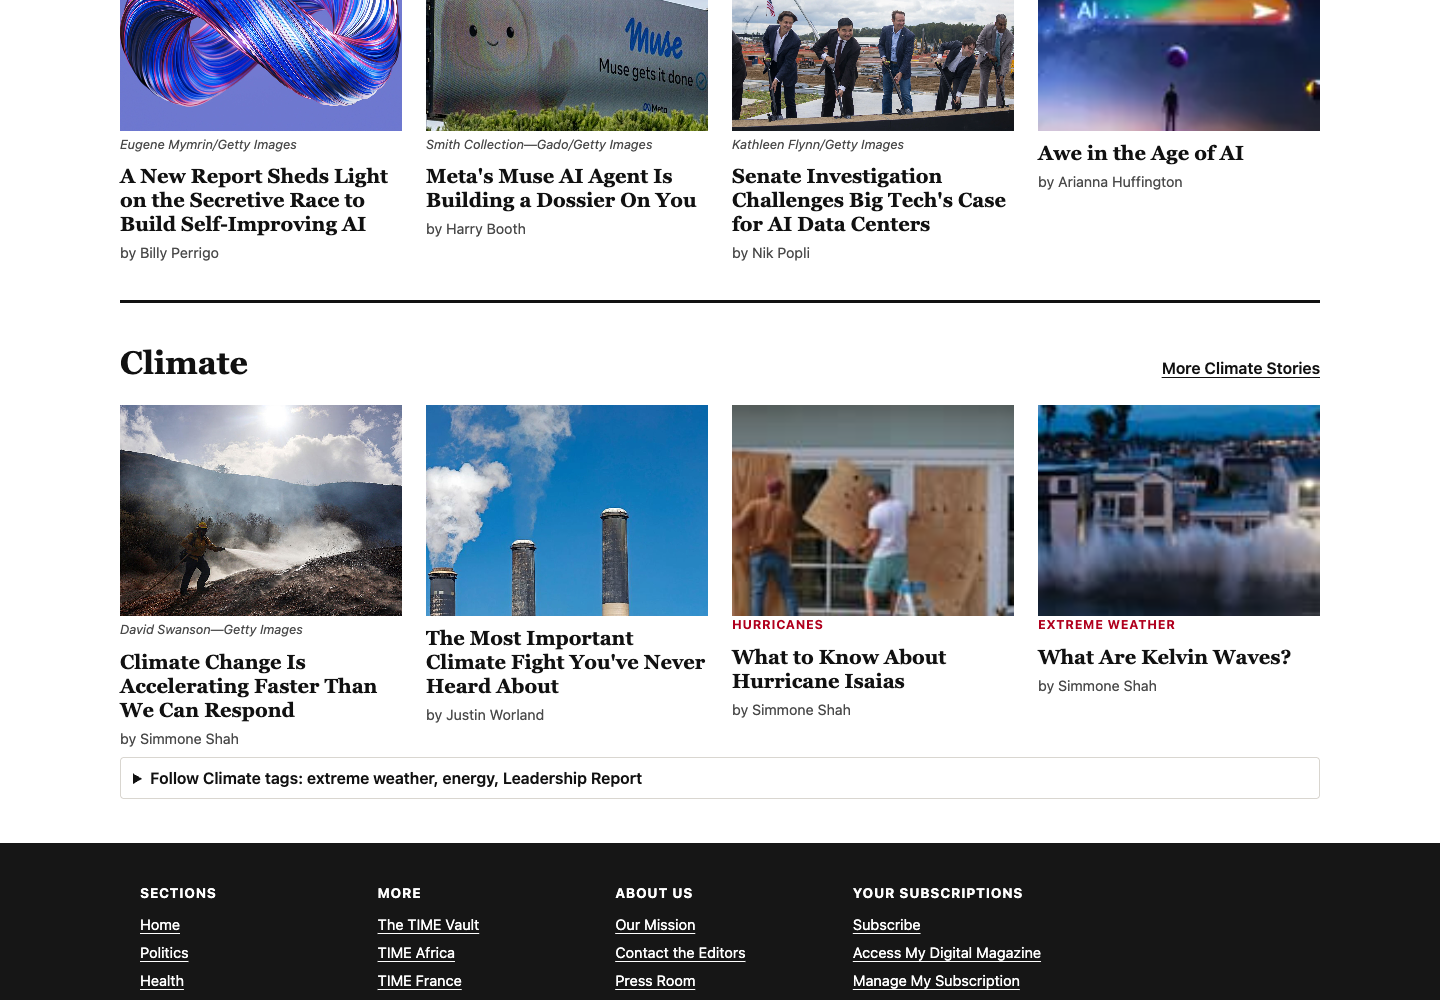 AI...
Muse
Muse gets it done
Meta
Eugene Mymrin/Getty Images
A New Report Sheds Light
on the Secretive Race to
Build Self-Improving AI
by Billy Perrigo
Smith Collection—Gado/Getty Images
Meta's Muse AI Agent Is
Building a Dossier On You
by Harry Booth
Kathleen Flynn/Getty Images
Senate Investigation
Challenges Big Tech's Case
for AI Data Centers
by Nik Popli
Awe in the Age of AI
by Arianna Huffington
Climate
More Climate Stories
David Swanson—Getty Images
Climate Change Is
Accelerating Faster Than
We Can Respond
by Simmone Shah
The Most Important
Climate Fight You've Never
Heard About
by Justin Worland
HURRICANES
What to Know About
Hurricane Isaias
by Simmone Shah
EXTREME WEATHER
What Are Kelvin Waves?
by Simmone Shah
Follow Climate tags: extreme weather, energy, Leadership Report
SECTIONS
Home
Politics
Health
MORE
The TIME Vault
TIME Africa
TIME France
ABOUT US
Our Mission
Contact the Editors
Press Room
YOUR SUBSCRIPTIONS
Subscribe
Access My Digital Magazine
Manage My Subscription